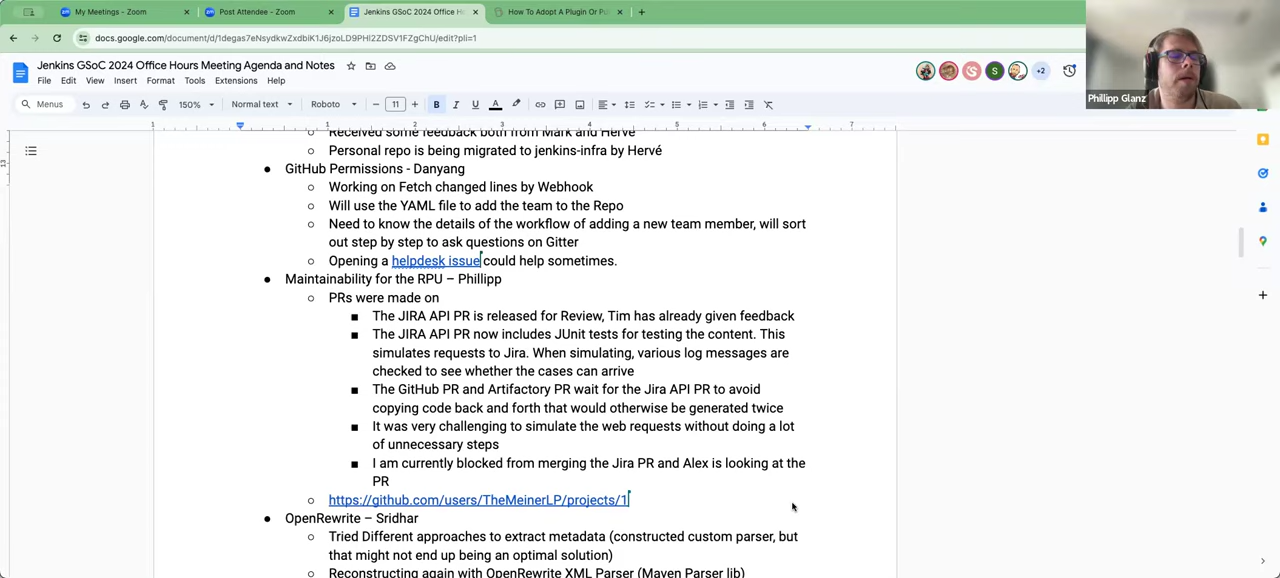 My Meetings - Zoom
Post Attendee - Zoom
Jenkins GSoC 2024 Office H
How To Adopt A Plugin Or Pu
docs.google.com/document/d/1degas7eNsydkwZxdbiK1J6jzoLD9PHI2ZDSV1FZgChU/edit?pli=1
Jenkins GSoC 2024 Office Hours Meeting Agenda and Notes
File Edit View Insert Format Tools Extensions Help
S
+2
Phillipp Glanz
Menus 150% Normal text Roboto 11 B I U A
1 1 2 3 4 5 6 7
13
Received some feedback both from Mark and Hervé
Personal repo is being migrated to jenkins-infra by Hervé
GitHub Permissions - Danyang
Working on Fetch changed lines by Webhook
Will use the YAML file to add the team to the Repo
Need to know the details of the workflow of adding a new team member, will sort
out step by step to ask questions on Gitter
Opening a helpdesk issue could help sometimes.
Maintainability for the RPU – Phillipp
PRs were made on
The JIRA API PR is released for Review, Tim has already given feedback
The JIRA API PR now includes JUnit tests for testing the content. This
simulates requests to Jira. When simulating, various log messages are
checked to see whether the cases can arrive
The GitHub PR and Artifactory PR wait for the Jira API PR to avoid
copying code back and forth that would otherwise be generated twice
It was very challenging to simulate the web requests without doing a lot
of unnecessary steps
I am currently blocked from merging the Jira PR and Alex is looking at the
PR
https://github.com/users/TheMeinerLP/projects/1
OpenRewrite – Sridhar
Tried Different approaches to extract metadata (constructed custom parser, but
that might not end up being an optimal solution)
Reconstructing again with OpenRewrite XML Parser (Maven Parser lib)